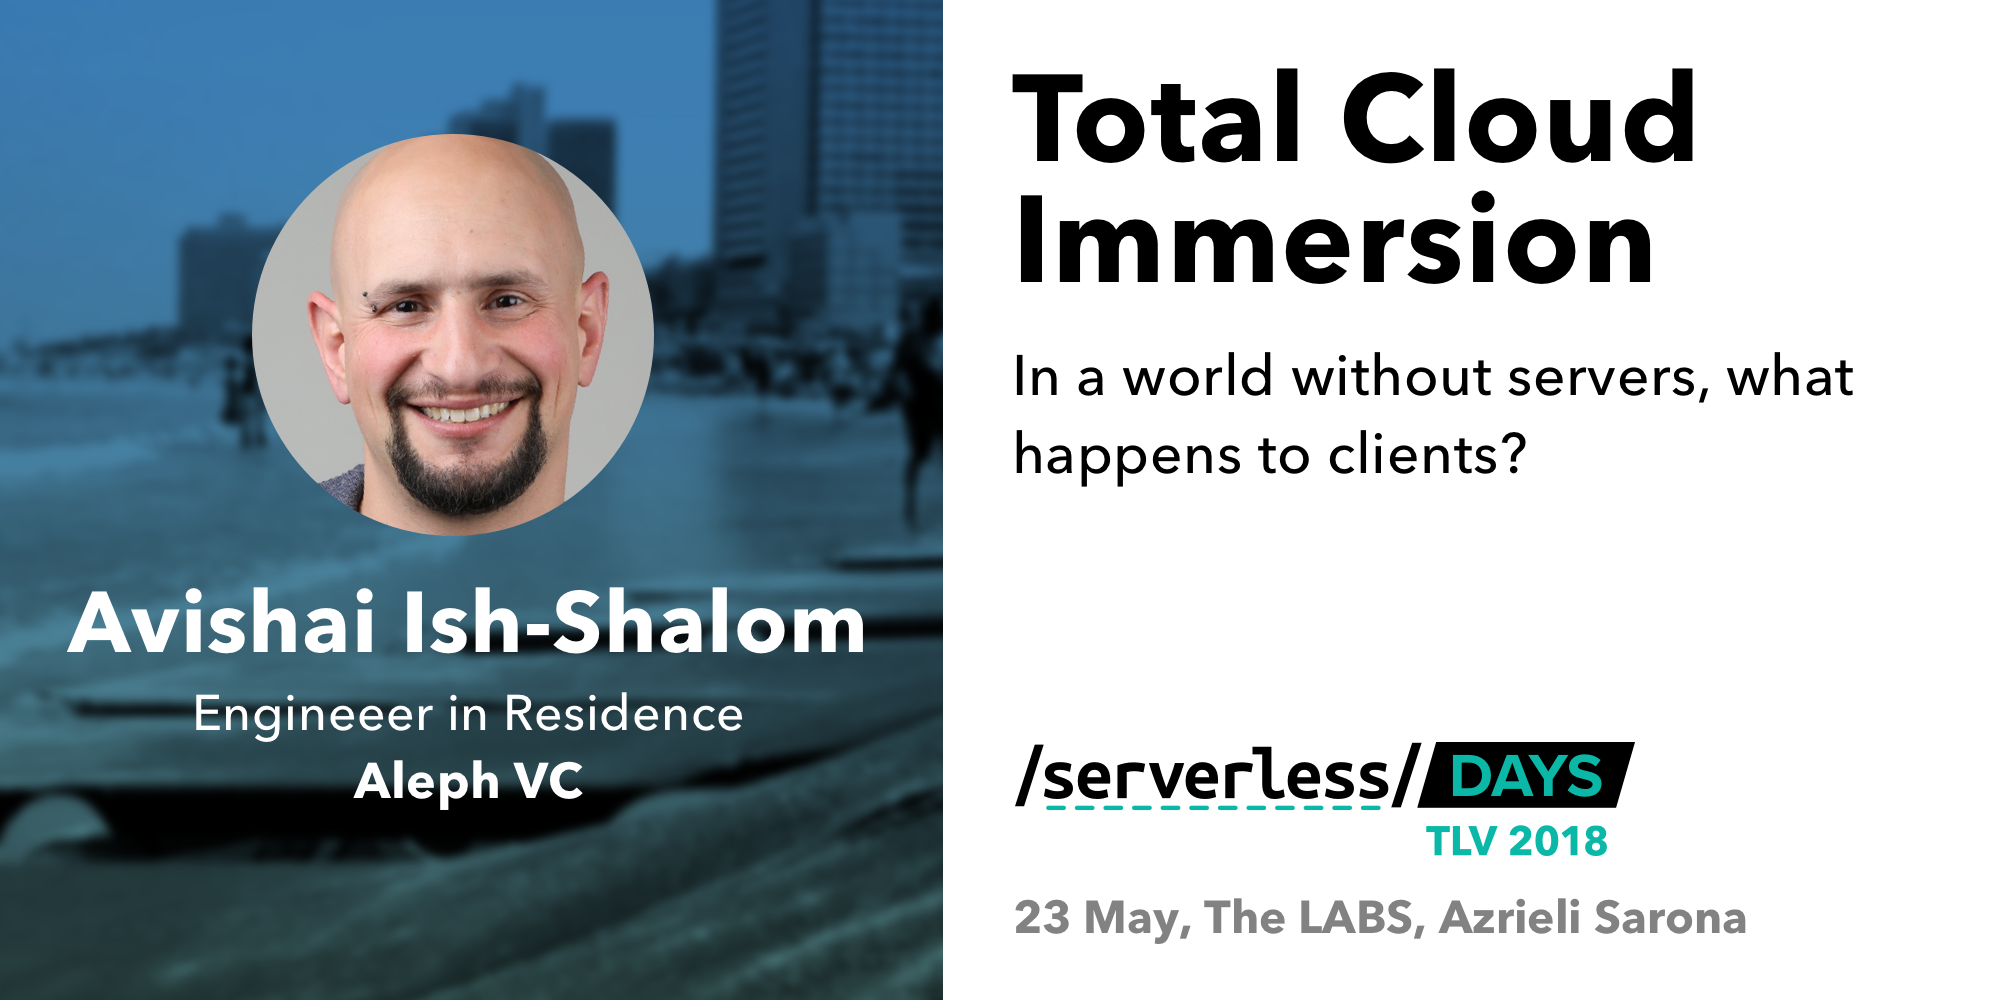 Avishai Ish-Shalom
Engineeer in Residence
Aleph VC
Total Cloud
Immersion
In a world without servers, what
happens to clients?
/serverless/ DAYS
TLV 2018
23 May, The LABS, Azrieli Sarona